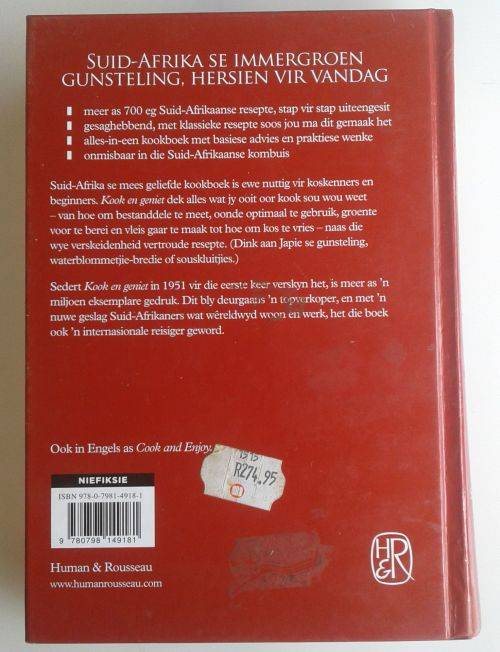 SUID-AFRIKA SE IMMERGROEN
GUNSTELING, HERSIEN VIR VANDAG
meer as 700 eg Suid-Afrikaanse resepte, stap vir stap uiteengesit
gesaghebbend, met klassieke resepte soos jou ma dit gemaak het
alles-in-een kookboek met basiese advies en praktiese wenke
onmisbaar in die Suid-Afrikaanse kombuis
Suid-Afrika se mees geliefde kookboek is ewe nuttig vir koskenners en
beginners. Kook en geniet dek alles wat jy ooit oor kook sou wou weet
– van hoe om bestanddele te meet, oonde optimaal te gebruik, groente
voor te berei en vleis gaar te maak tot hoe om kos te vries – naas die
wye verskeidenheid vertroude resepte. (Dink aan Japie se gunsteling,
waterblommetjie-bredie of souskluitjies.)
Sedert Kook en geniet in 1951 vir die eerste keer verskyn het, is meer as 'n
miljoen eksemplare gedruk. Dit bly deurgaans 'n topverkoper, en met 'n
nuwe geslag Suid-Afrikaners wat wêreldwyd woon en werk, het die boek
ook 'n internasionale reisiger geword.
Ook in Engels as Cook and Enjoy.
1515
R274.95
NIEFIKSIE
ISBN 978-0-7981-4918-1
9 780798 149181
Human & Rousseau
www.humanrousseau.com
H&R